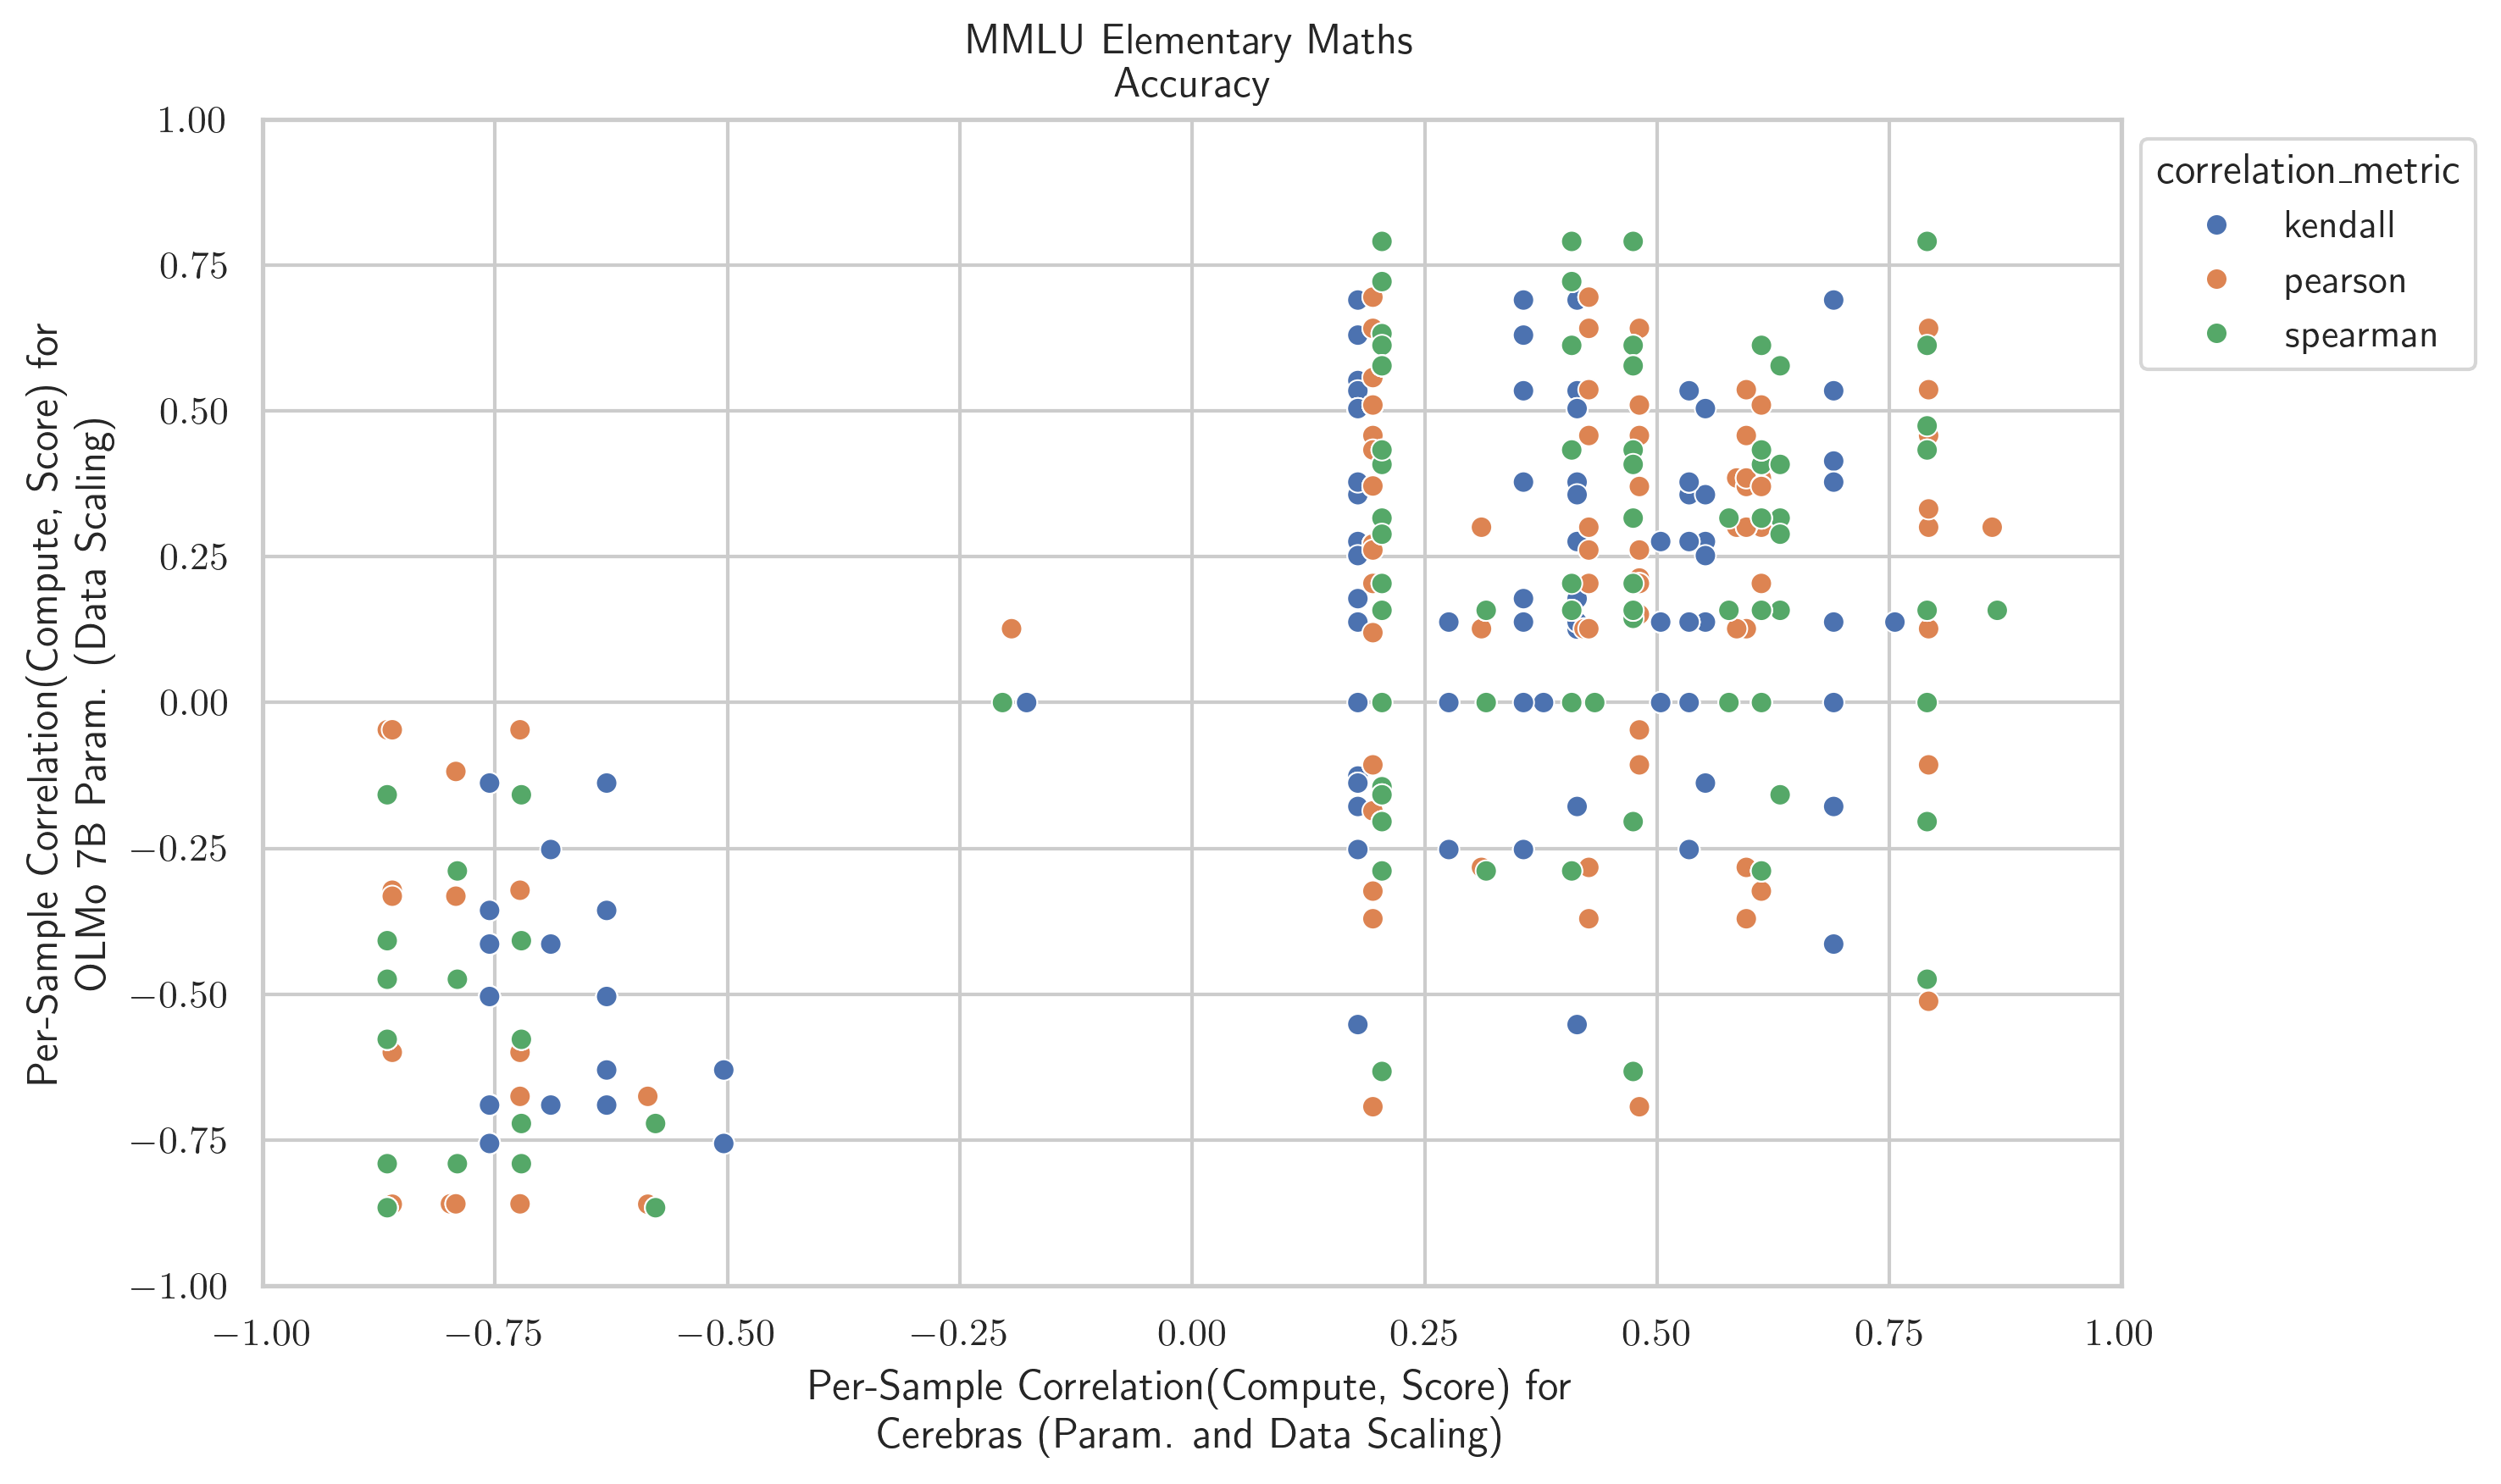 MMLU Elementary Maths
Accuracy
1.00
0.75
0.50
0.25
0.00
−0.25
−0.50
−0.75
−1.00
Per-Sample Correlation(Compute, Score) for
OLMo 7B Param. (Data Scaling)
correlation_metric
kendall
pearson
spearman
−1.00 −0.75 −0.50 −0.25 0.00 0.25 0.50 0.75 1.00
Per-Sample Correlation(Compute, Score) for
Cerebras (Param. and Data Scaling)